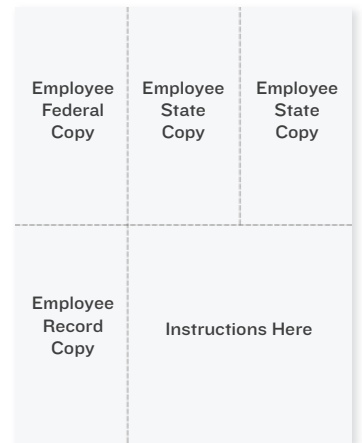 Employee
Federal
Copy
Employee
State
Copy
Employee
State
Copy
Employee
Record
Copy
Instructions Here